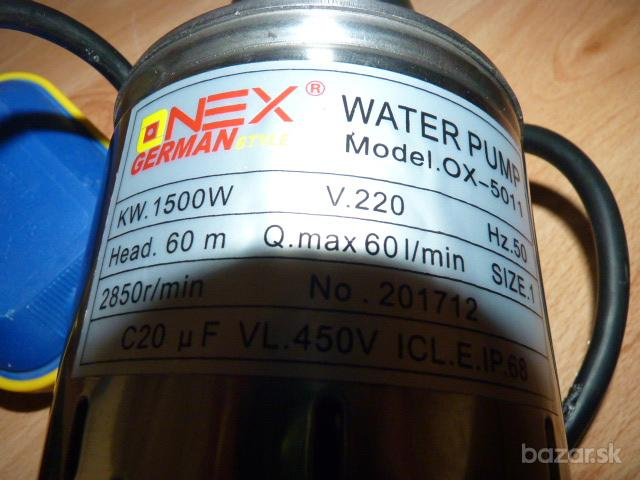 ONEX ®
GERMAN STYLE
WATER PUMP
Model.OX-5011
KW.1500W V.220 Hz.50
Head. 60 m Q.max 60 l/min SIZE.1
2850r/min No . 201712
C20 µF VL.450V ICL.E.IP.68
bazar.sk